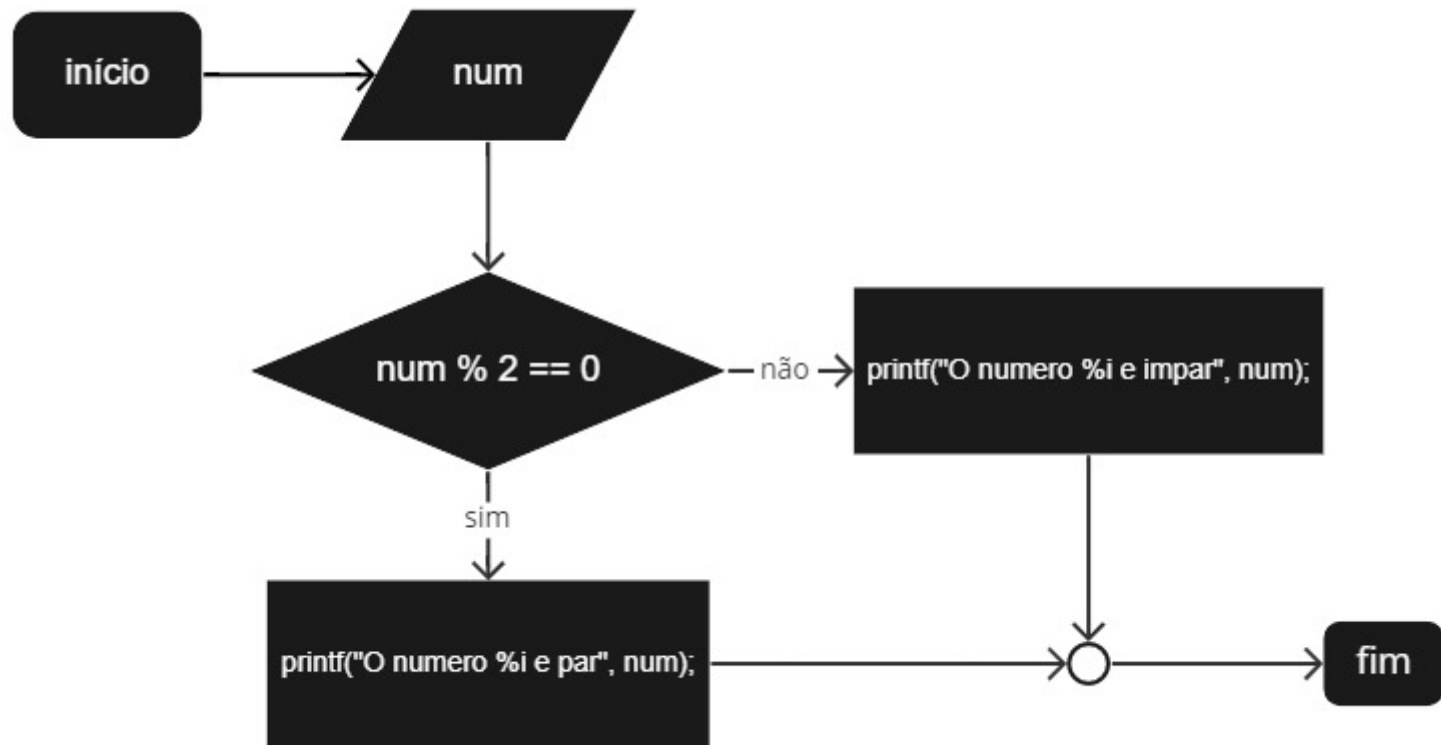 início
num
num % 2 == 0
não
printf("O numero %i e impar", num);
sim
printf("O numero %i e par", num);
fim